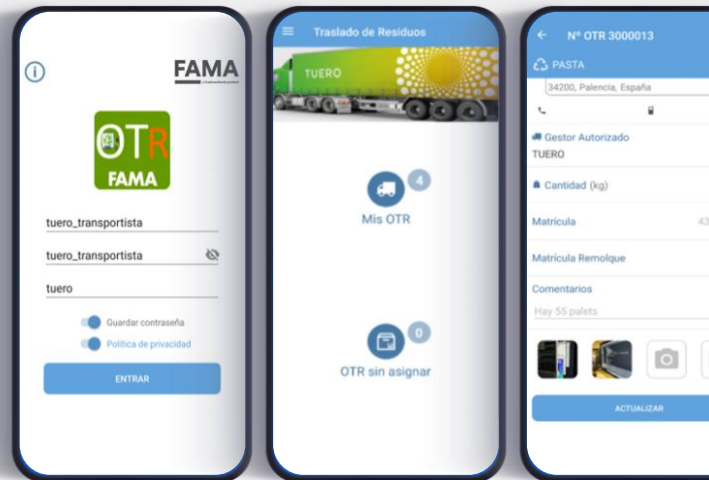 FAMA
OTR
FAMA
tuero_transportista
tuero_transportista
tuero
Guardar contraseña
Política de privacidad
ENTRAR
Traslado de Residuos
TUERO
4
Mis OTR
0
OTR sin asignar
Nº OTR 3000013
PASTA
34200, Palencia, España
Gestor Autorizado
TUERO
Cantidad (kg)
Matrícula 43
Matrícula Remolque
Comentarios
Hay 55 palets
ACTUALIZAR